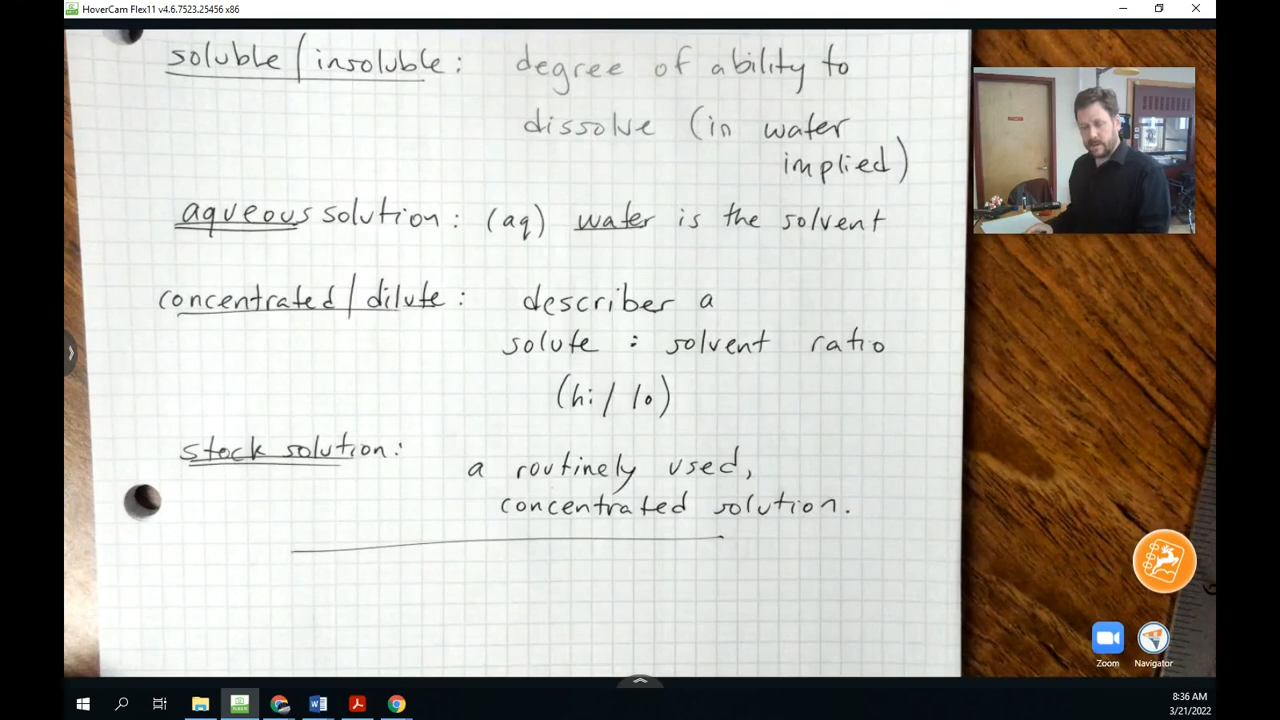 HoverCam Flex11 v4.6.7523.25456 x86
soluble/insoluble: degree of ability to
dissolve (in water
implied)
aqueous solution: (aq) water is the solvent
concentrated/dilute: describer a
solute : solvent ratio
(hi/lo)
stock solution: a routinely used,
concentrated solution.
Zoom Navigator
8:36 AM
3/21/2022